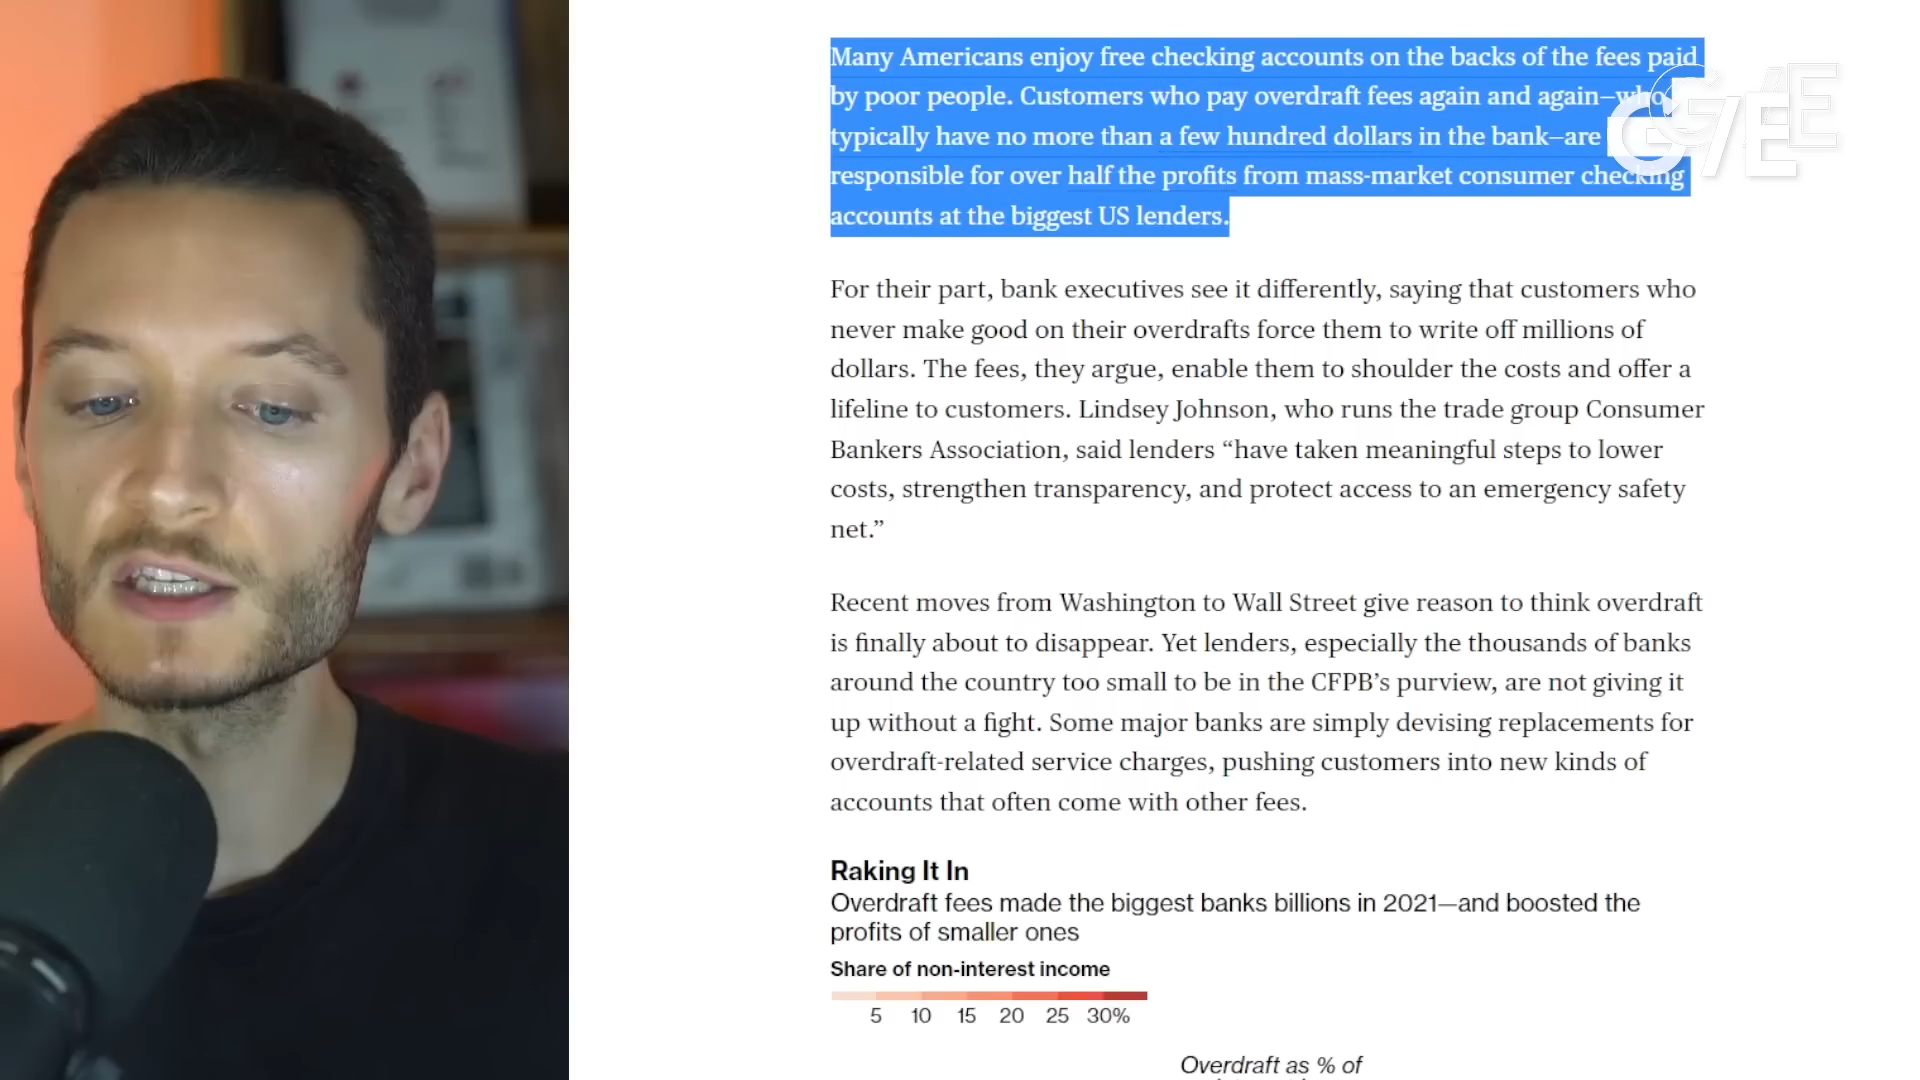 Many Americans enjoy free checking accounts on the backs of the fees paid
by poor people. Customers who pay overdraft fees again and again—who
typically have no more than a few hundred dollars in the bank—are
responsible for over half the profits from mass-market consumer checking
accounts at the biggest US lenders.
For their part, bank executives see it differently, saying that customers who
never make good on their overdrafts force them to write off millions of
dollars. The fees, they argue, enable them to shoulder the costs and offer a
lifeline to customers. Lindsey Johnson, who runs the trade group Consumer
Bankers Association, said lenders “have taken meaningful steps to lower
costs, strengthen transparency, and protect access to an emergency safety
net.”
Recent moves from Washington to Wall Street give reason to think overdraft
is finally about to disappear. Yet lenders, especially the thousands of banks
around the country too small to be in the CFPB’s purview, are not giving it
up without a fight. Some major banks are simply devising replacements for
overdraft-related service charges, pushing customers into new kinds of
accounts that often come with other fees.
Raking It In
Overdraft fees made the biggest banks billions in 2021—and boosted the
profits of smaller ones
Share of non-interest income
5 10 15 20 25 30%
Overdraft as % of